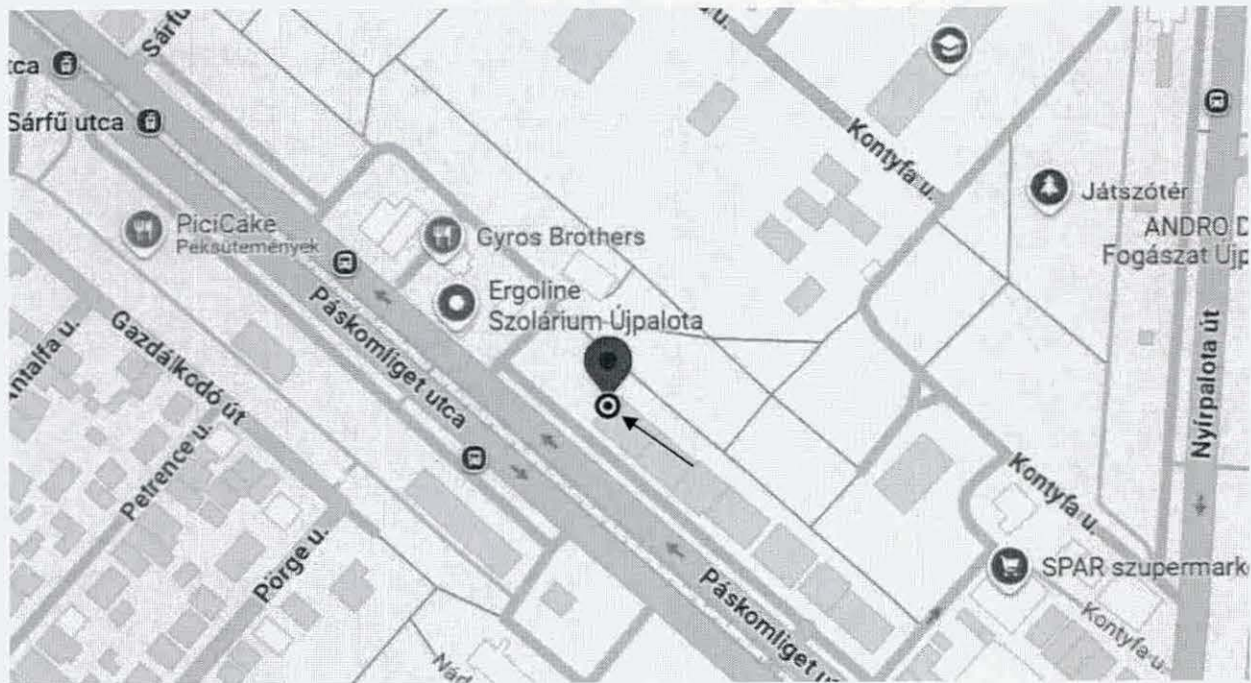 Sárfű
utca
Sárfű utca
PiciCake
Péksütemények
Gyros Brothers
Ergoline
Szolárium Újpalota
Kontyfa u.
Játszótér
ANDRO D
Fogászat Újp
Nyírpalota út
Páskomliget utca
Gazdálkodó út
Antalfa u.
Petrence u.
Pörge u.
Kontyfa u.
SPAR szupermark
Kontyfa u.
Páskomliget u